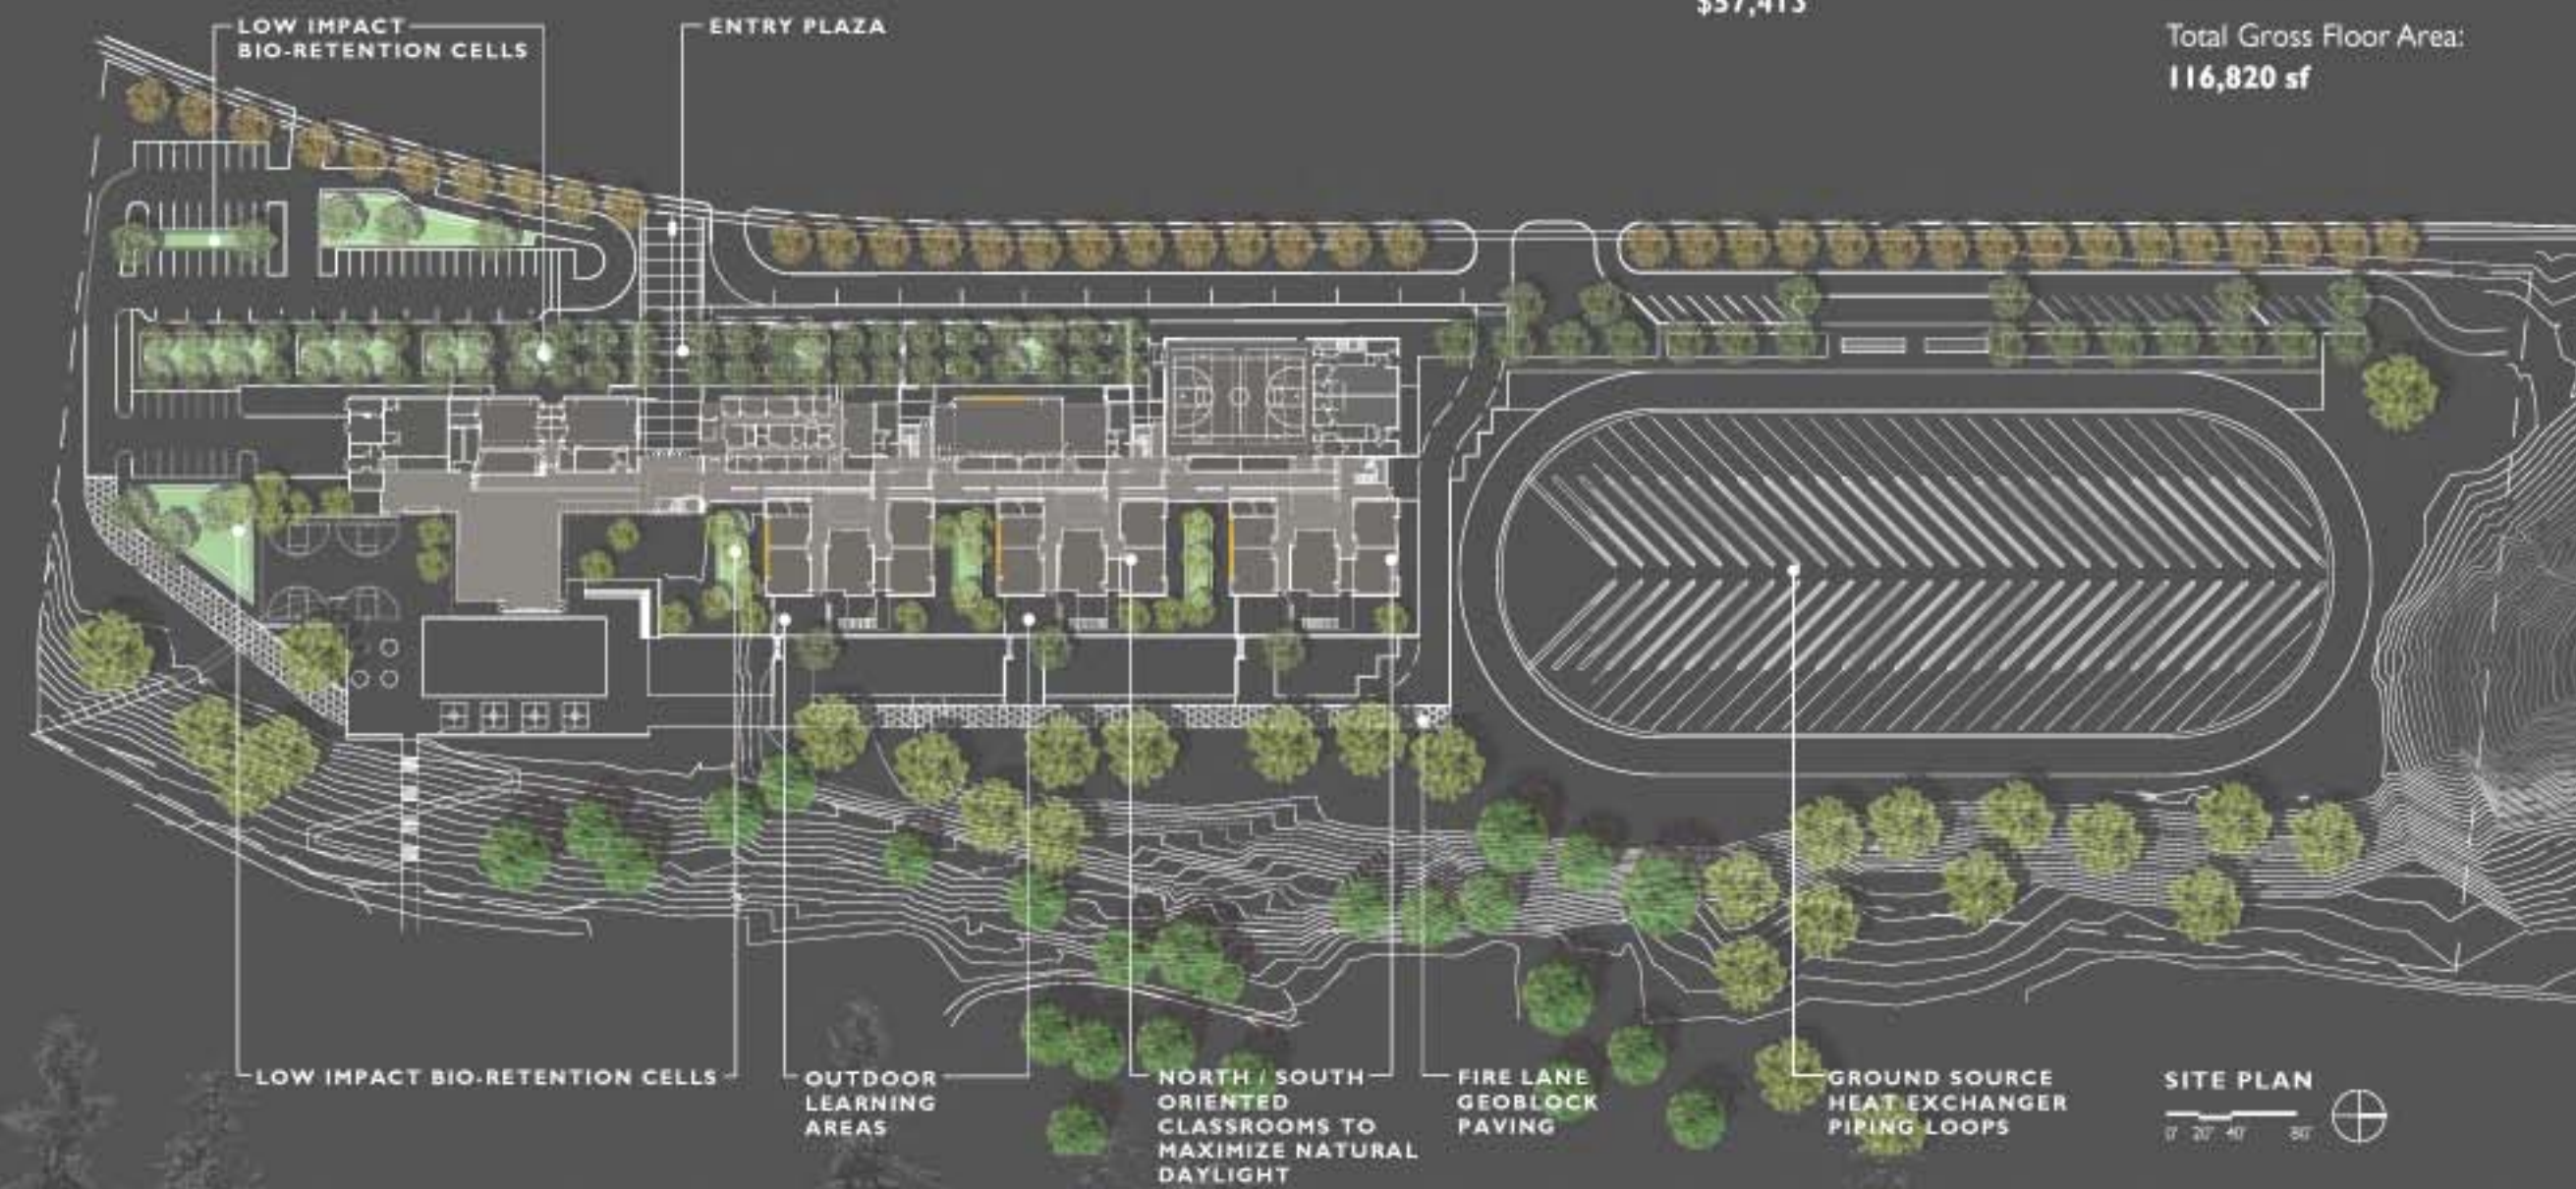 $57,413
LOW IMPACT
BIO-RETENTION CELLS
ENTRY PLAZA
Total Gross Floor Area:
116,820 sf
LOW IMPACT BIO-RETENTION CELLS
OUTDOOR
LEARNING
AREAS
NORTH / SOUTH
ORIENTED
CLASSROOMS TO
MAXIMIZE NATURAL
DAYLIGHT
FIRE LANE
GEOBLOCK
PAVING
GROUND SOURCE
HEAT EXCHANGER
PIPING LOOPS
SITE PLAN
0' 20' 40' 80'